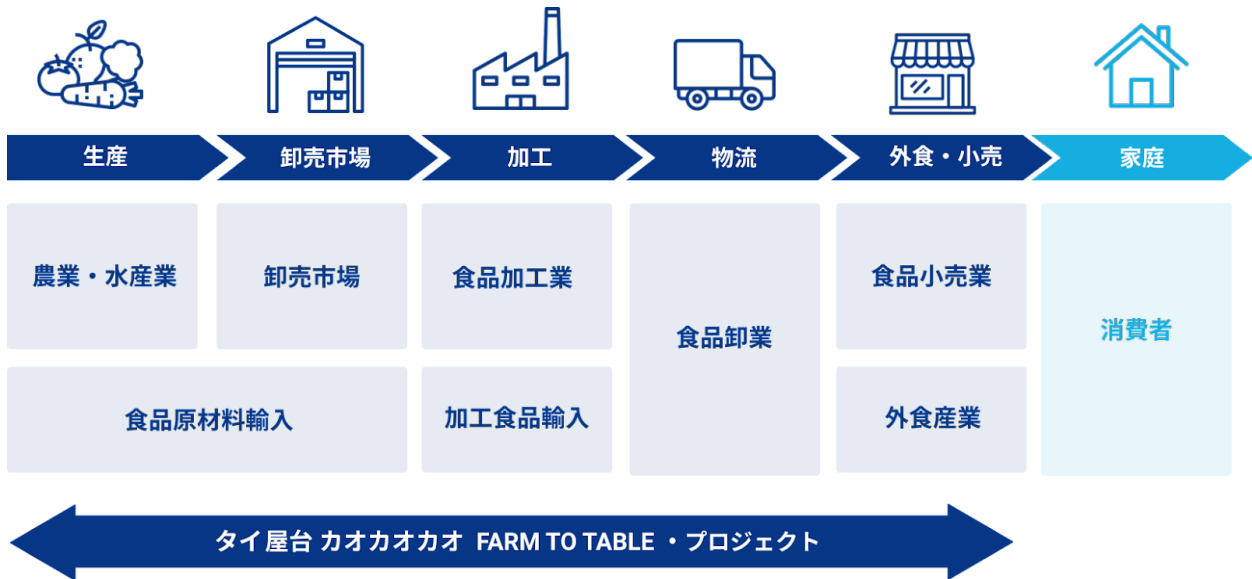 生産
卸売市場
加工
物流
外食・小売
家庭
農業・水産業
卸売市場
食品加工業
食品卸業
食品小売業
消費者
食品原材料輸入
加工食品輸入
外食産業
タイ屋台 カオカオカオ FARM TO TABLE ・プロジェクト